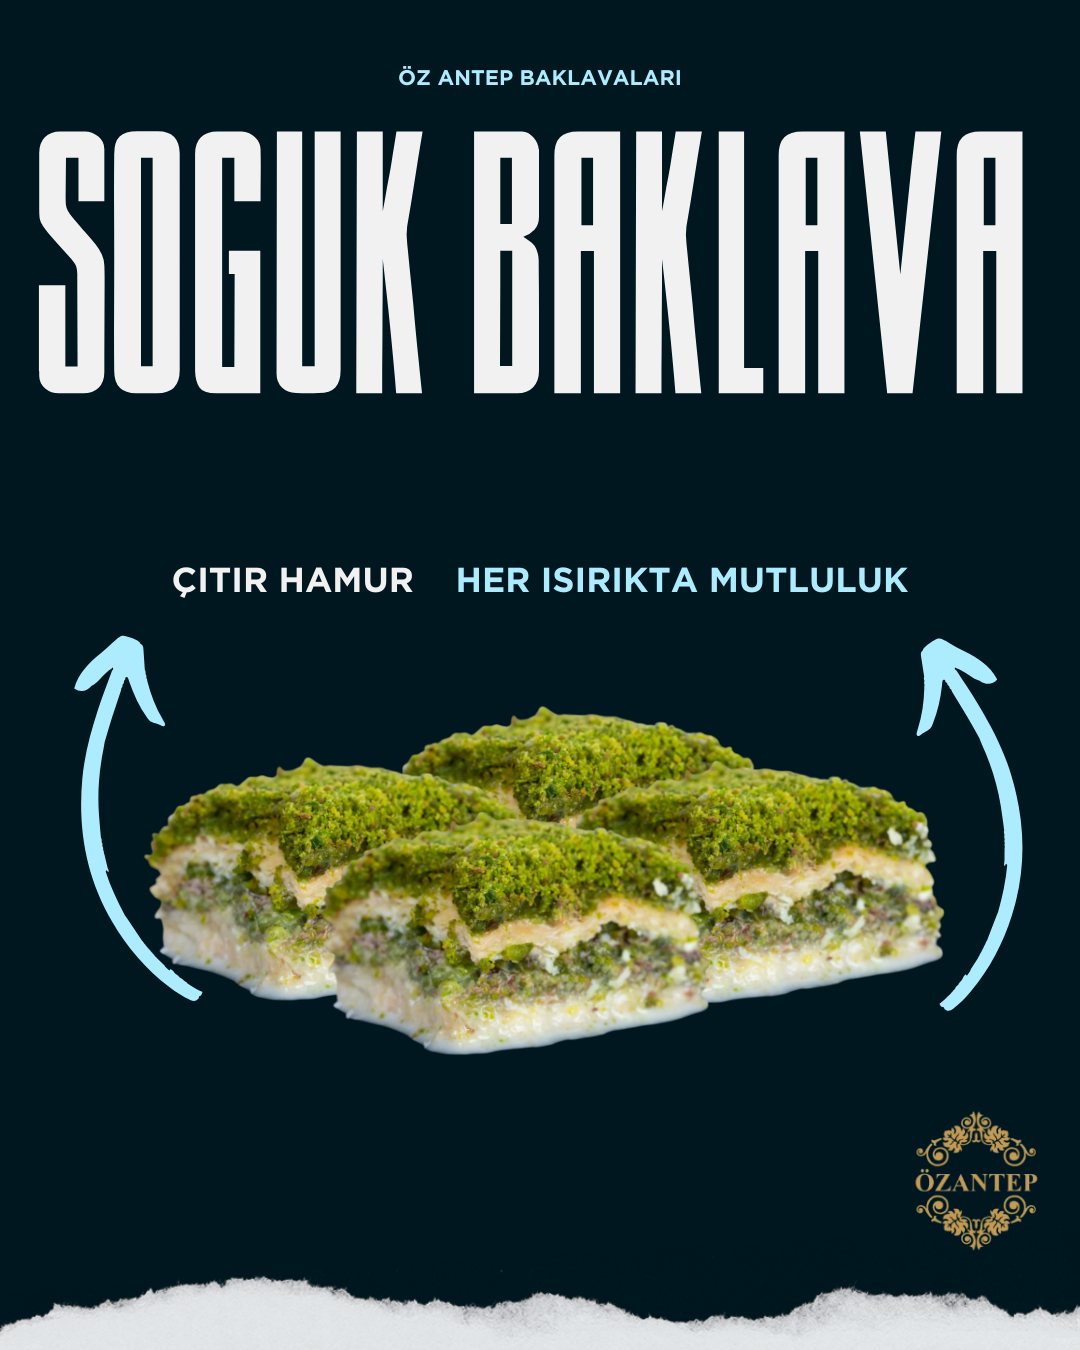 ÖZ ANTEP BAKLAVALARI
SOGUK BAKLAVA
ÇITIR HAMUR HER ISIRIKTA MUTLULUK
ÖZANTEP